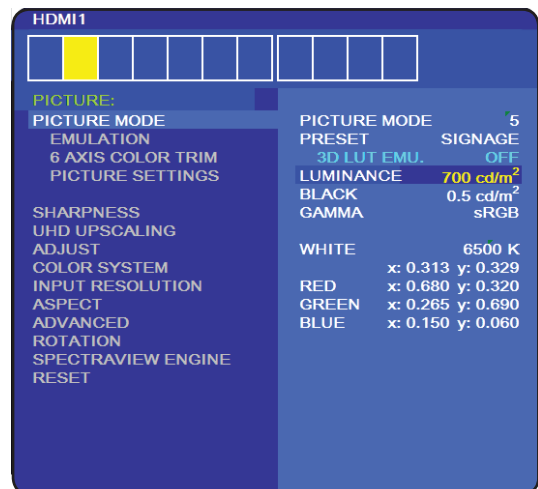 HDMI1
PICTURE:
PICTURE MODE
EMULATION
6 AXIS COLOR TRIM
PICTURE SETTINGS
SHARPNESS
UHD UPSCALING
ADJUST
COLOR SYSTEM
INPUT RESOLUTION
ASPECT
ADVANCED
ROTATION
SPECTRAVIEW ENGINE
RESET
PICTURE MODE 5
PRESET SIGNAGE
3D LUT EMU. OFF
LUMINANCE 700 cd/m²
BLACK 0.5 cd/m²
GAMMA sRGB
WHITE 6500 K
x: 0.313 y: 0.329
RED x: 0.680 y: 0.320
GREEN x: 0.265 y: 0.690
BLUE x: 0.150 y: 0.060